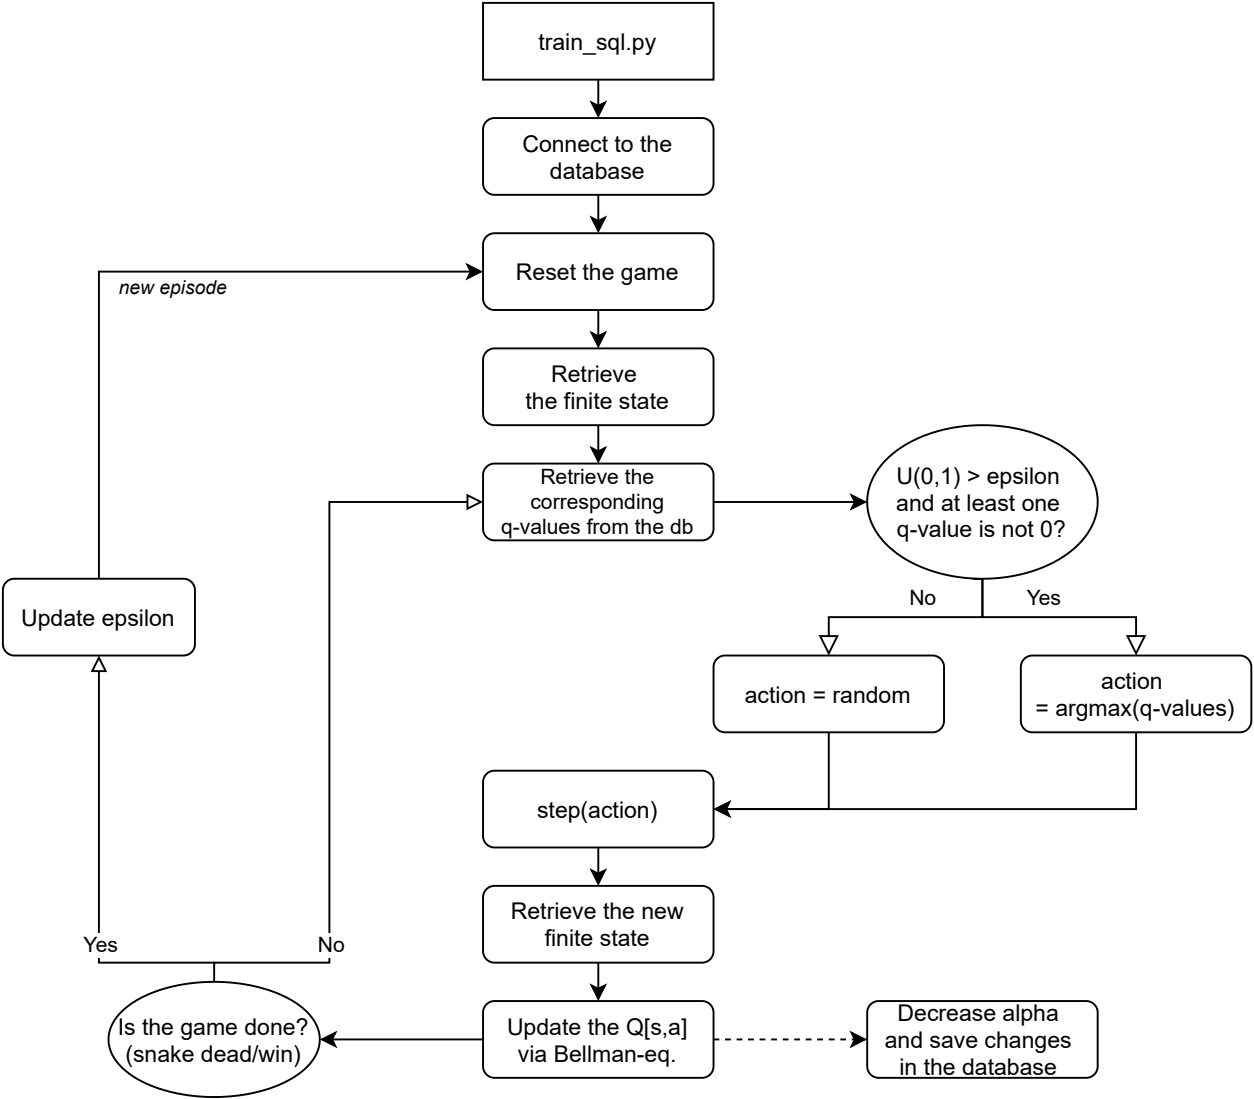 train_sql.py
Connect to the
database
Reset the game
new episode
Retrieve
the finite state
Retrieve the
corresponding
q-values from the db
U(0,1) > epsilon
and at least one
q-value is not 0?
No
Yes
Update epsilon
action = random
action
= argmax(q-values)
step(action)
Retrieve the new
finite state
Yes
No
Update the Q[s,a]
via Bellman-eq.
Is the game done?
(snake dead/win)
Decrease alpha
and save changes
in the database